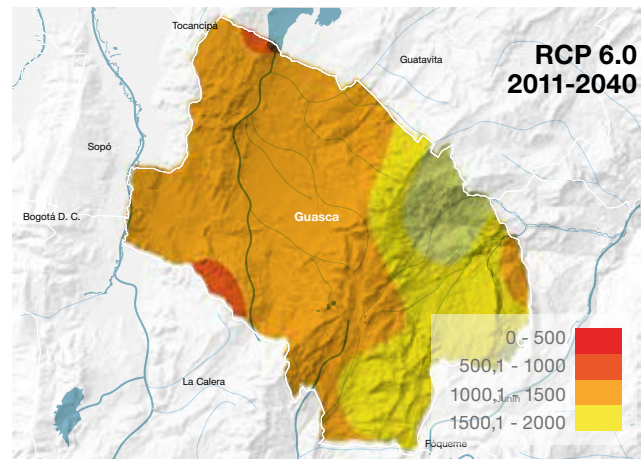 Tocancipá
Guatavita
RCP 6.0
2011-2040
Sopó
Bogotá D. C.
Guasca
0 - 500
500,1 - 1000
1000,1 - 1500
La Calera
1500,1 - 2000
Fóqueme